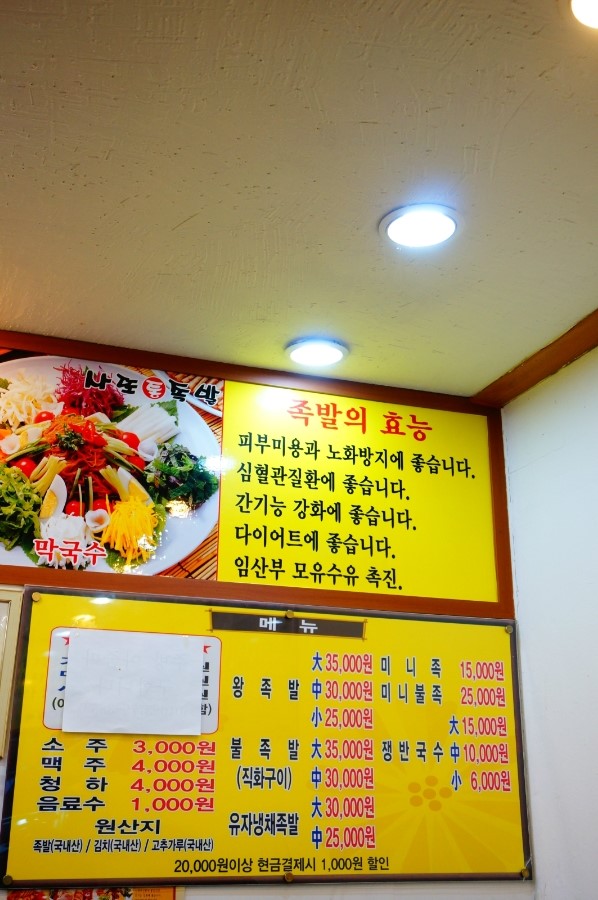 족발의 효능
피부미용과 노화방지에 좋습니다.
심혈관질환에 좋습니다.
간기능 강화에 좋습니다.
다이어트에 좋습니다.
임산부 모유수유 촉진.
막국수
메 뉴
왕 족 발 大 35,000원
中 30,000원
小 25,000원
불 족 발 大 35,000원
(직화구이) 中 30,000원
유자냉채족발 大 30,000원
中 25,000원
미 니 족 15,000원
미니불족 25,000원
쟁반국수 大 15,000원
中 10,000원
小 6,000원
소 주 3,000원
맥 주 4,000원
청 하 4,000원
음료수 1,000원
원산지
족발(국내산) / 김치(국내산) / 고추가루(국내산)
20,000원이상 현금결제시 1,000원 할인